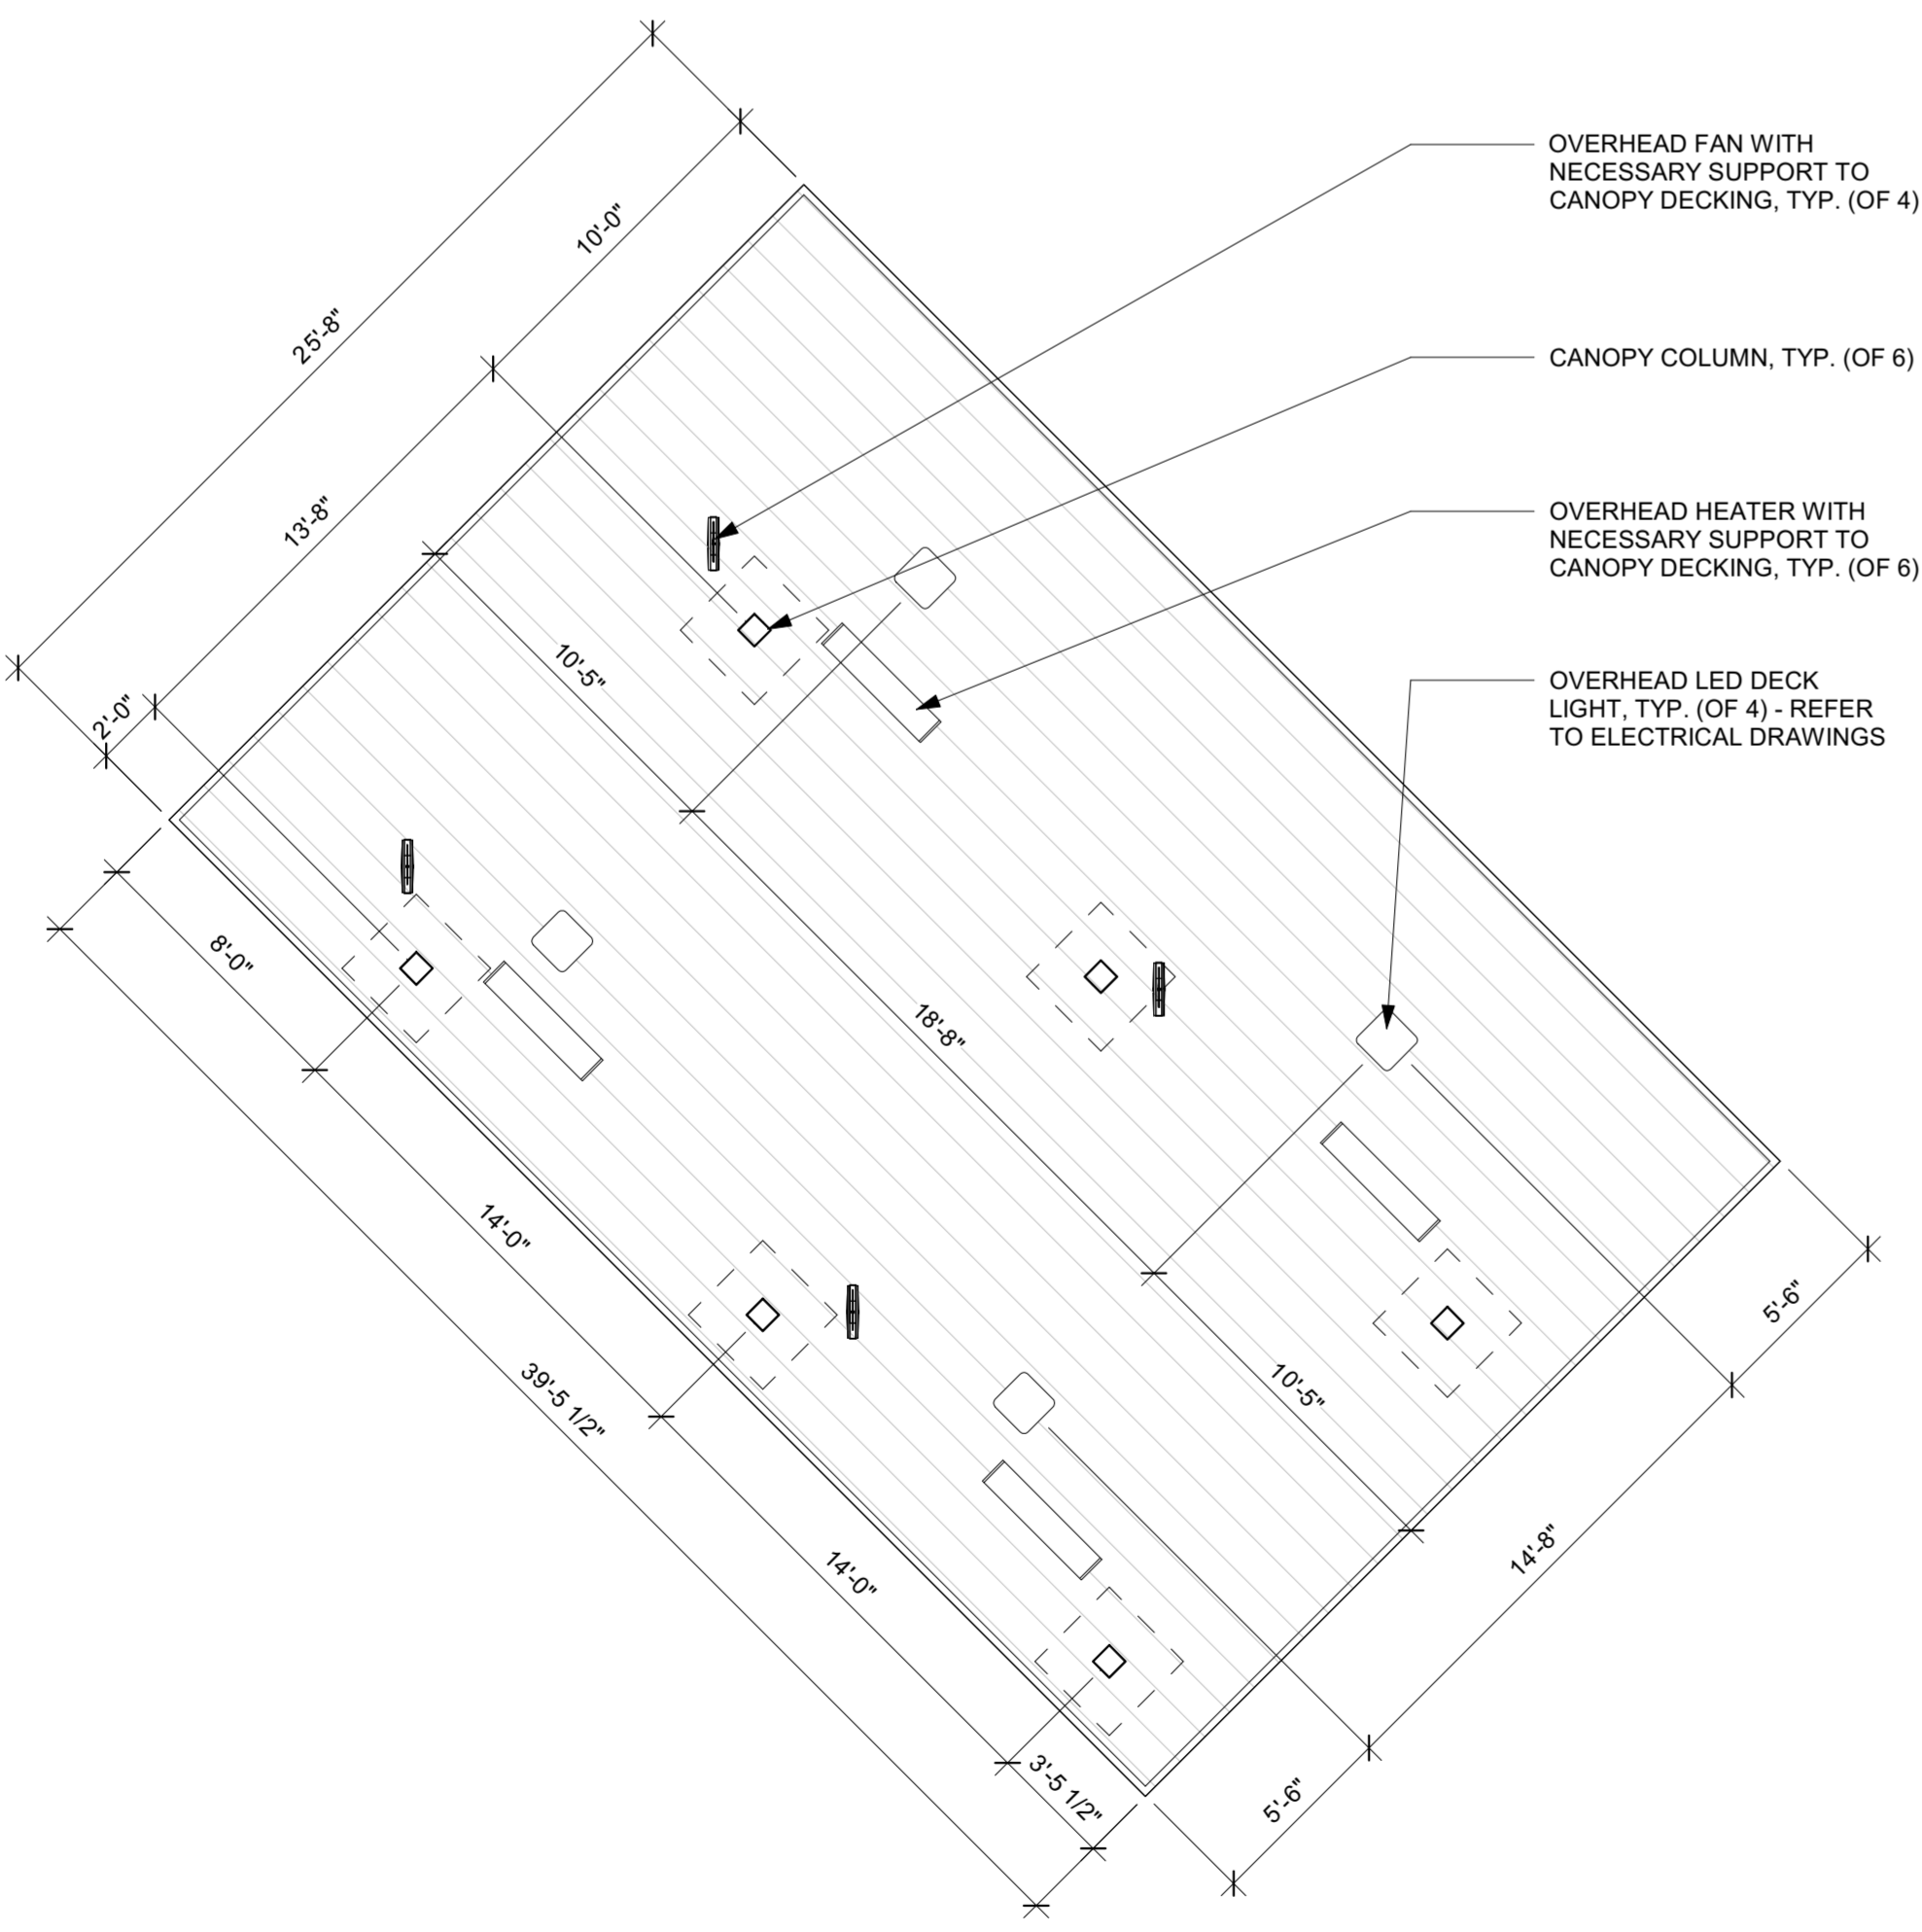 OVERHEAD FAN WITH
NECESSARY SUPPORT TO
CANOPY DECKING, TYP. (OF 4)
CANOPY COLUMN, TYP. (OF 6)
OVERHEAD HEATER WITH
NECESSARY SUPPORT TO
CANOPY DECKING, TYP. (OF 6)
OVERHEAD LED DECK
LIGHT, TYP. (OF 4) - REFER
TO ELECTRICAL DRAWINGS
10'-0"
25'-8"
13'-8"
2'-0"
10'-5"
8'-0"
18'-8"
14'-0"
39'-5 1/2"
10'-5"
5'-6"
14'-8"
14'-0"
3'-5 1/2"
5'-6"